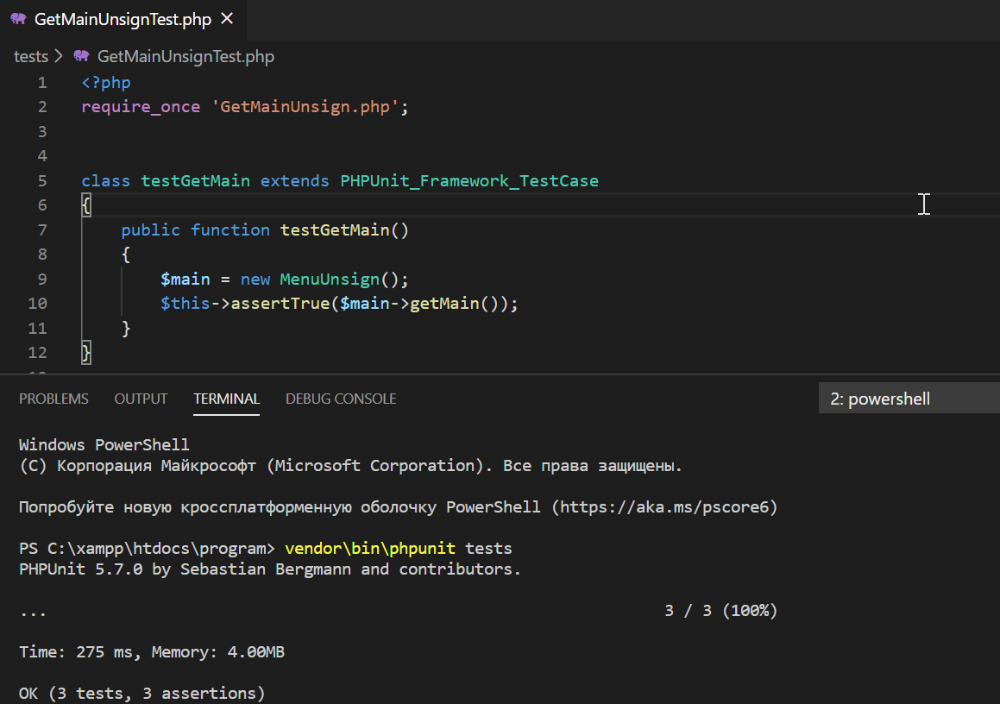 GetMainUnsignTest.php
tests > GetMainUnsignTest.php
1 <?php
2 require_once 'GetMainUnsign.php';
3
4
5 class testGetMain extends PHPUnit_Framework_TestCase
6 {
7 public function testGetMain()
8 {
9 $main = new MenuUnsign();
10 $this->assertTrue($main->getMain());
11 }
12 }
PROBLEMS OUTPUT TERMINAL DEBUG CONSOLE 2: powershell
Windows PowerShell
(C) Корпорация Майкрософт (Microsoft Corporation). Все права защищены.
Попробуйте новую кроссплатформенную оболочку PowerShell (https://aka.ms/pscore6)
PS C:\xampp\htdocs\program> vendor\bin\phpunit tests
PHPUnit 5.7.0 by Sebastian Bergmann and contributors.
... 3 / 3 (100%)
Time: 275 ms, Memory: 4.00MB
OK (3 tests, 3 assertions)